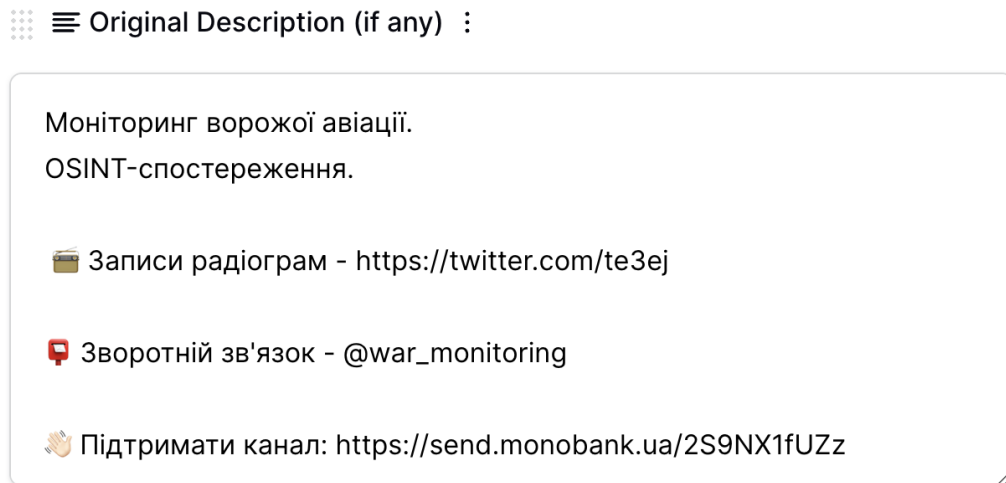 Original Description (if any)
Моніторинг ворожої авіації.
OSINT-спостереження.
📻 Записи радіограм - https://twitter.com/te3ej
📮 Зворотній зв'язок - @war_monitoring
👋🏻 Підтримати канал: https://send.monobank.ua/2S9NX1fUZz